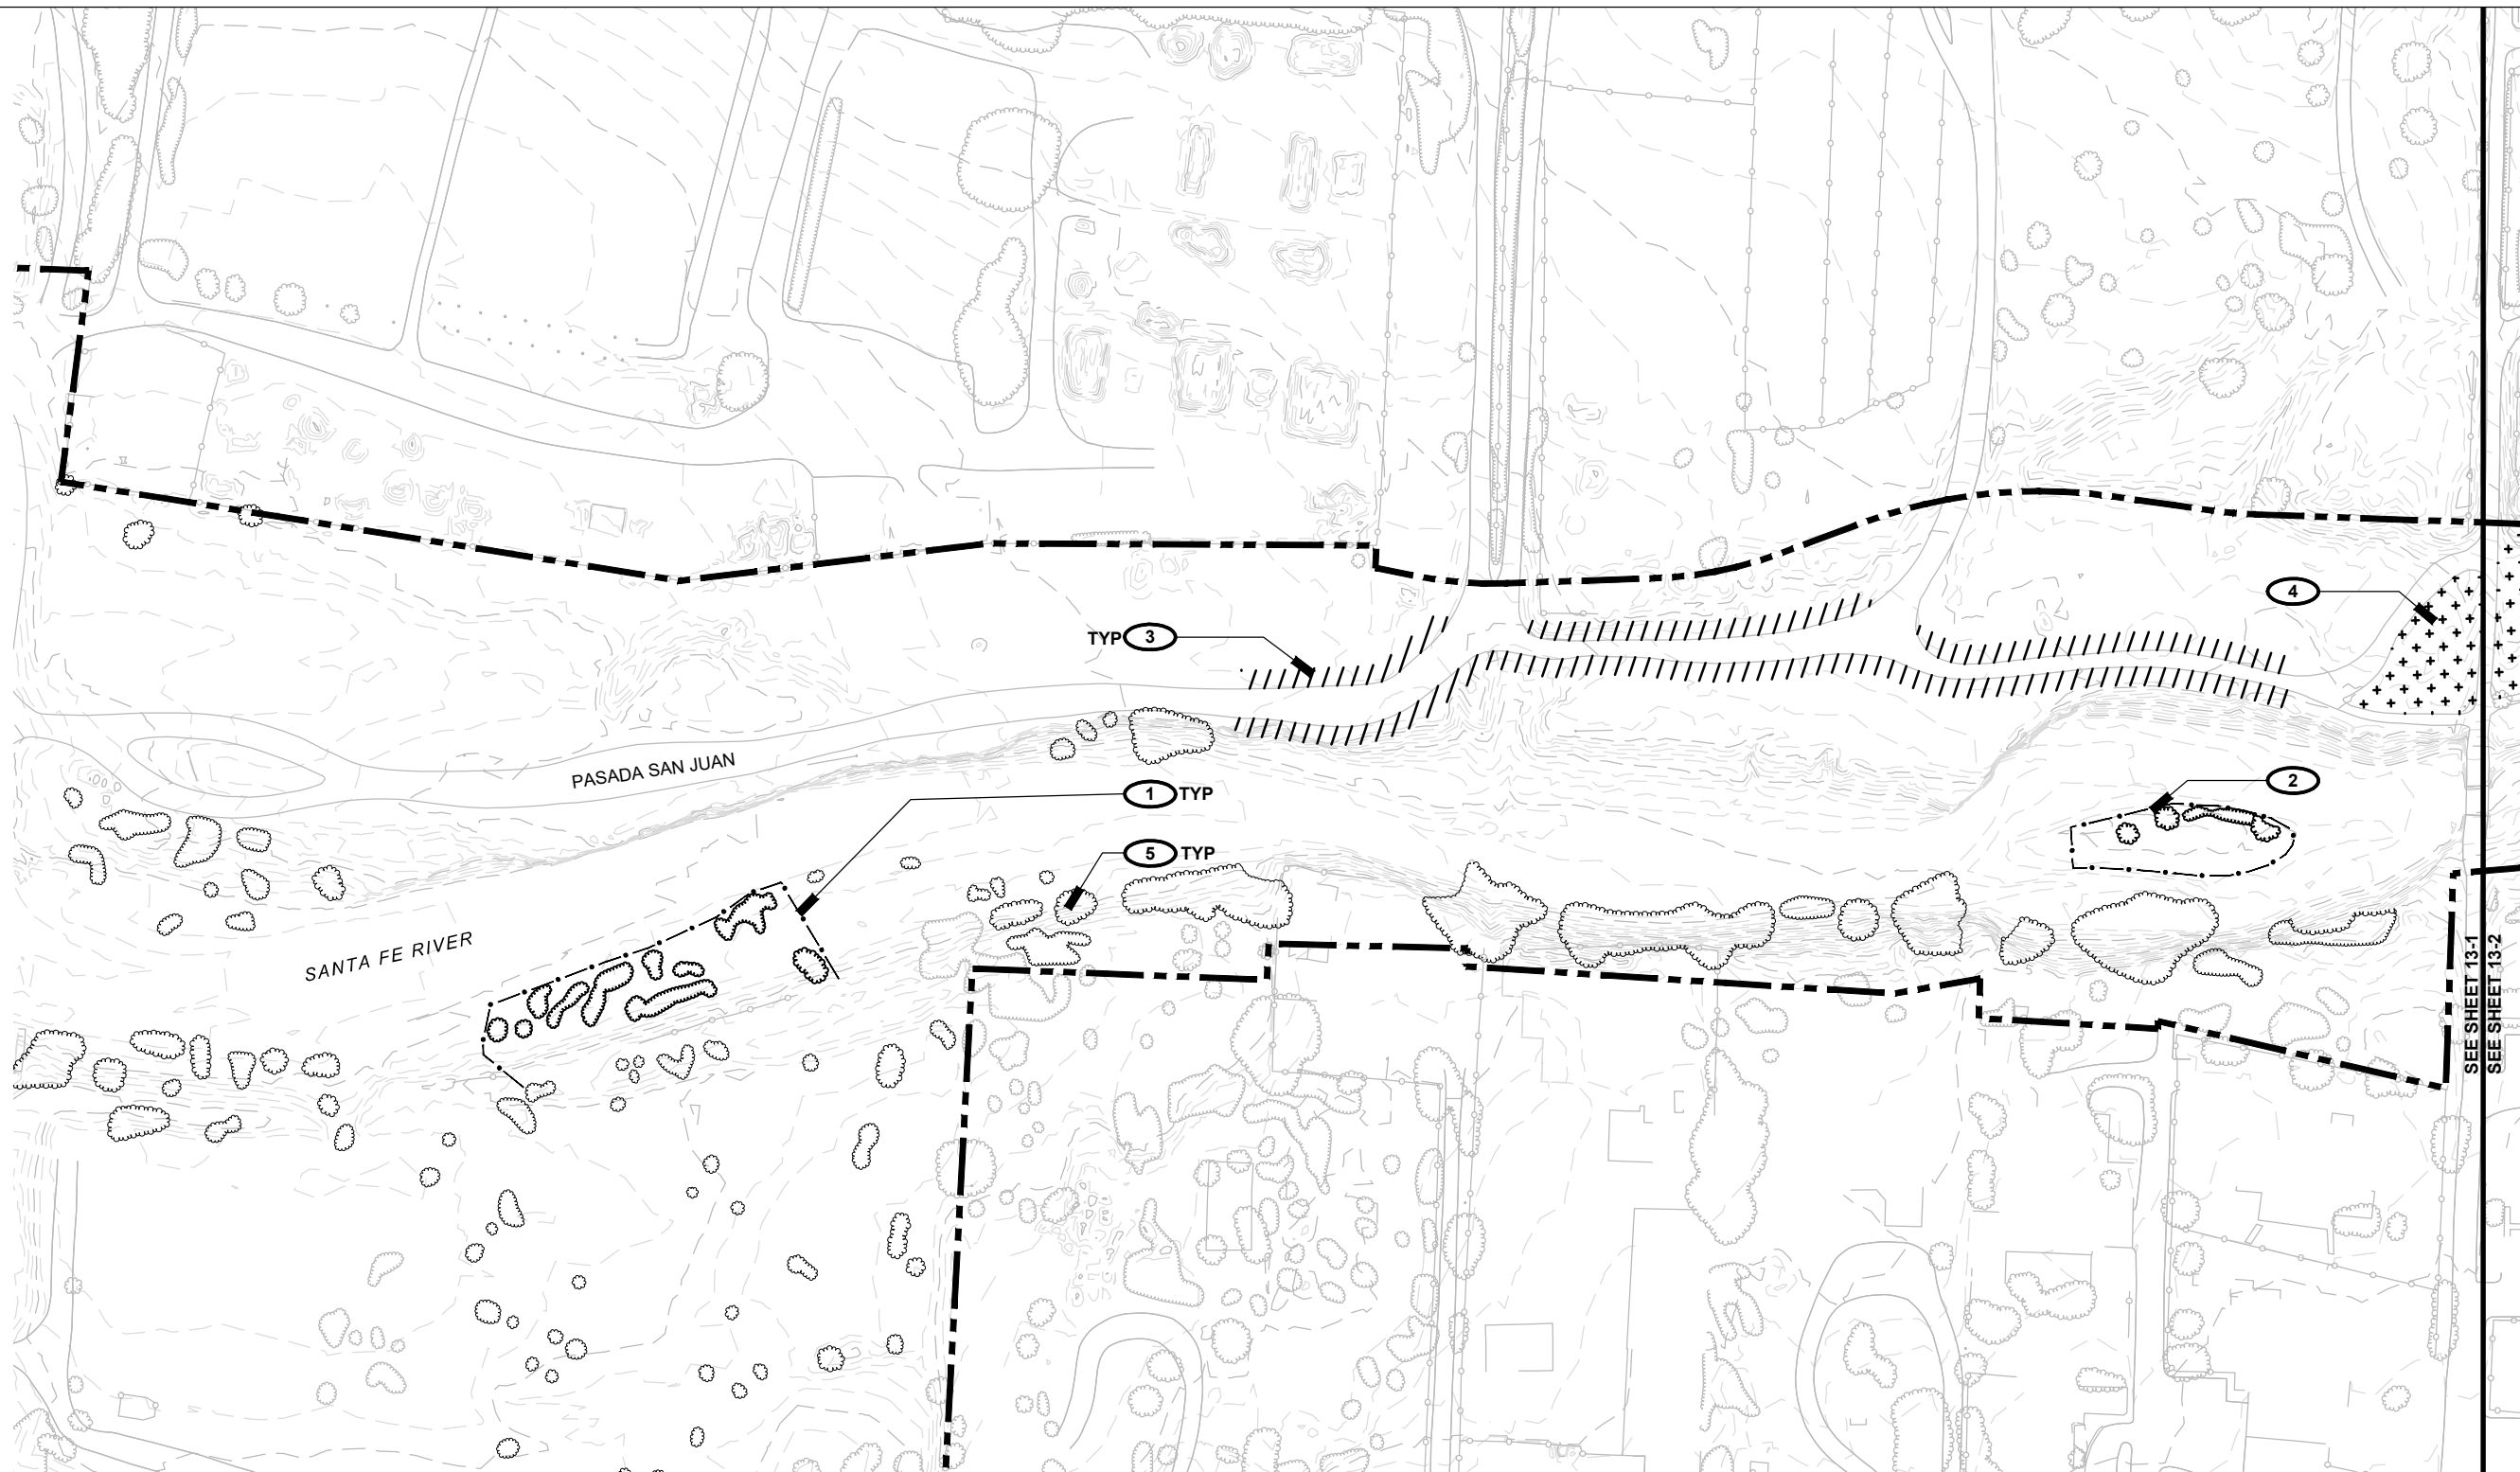 4
TYP 3
PASADA SAN JUAN
2
1 TYP
5 TYP
SANTA FE RIVER
SEE SHEET 13-1
SEE SHEET 13-2